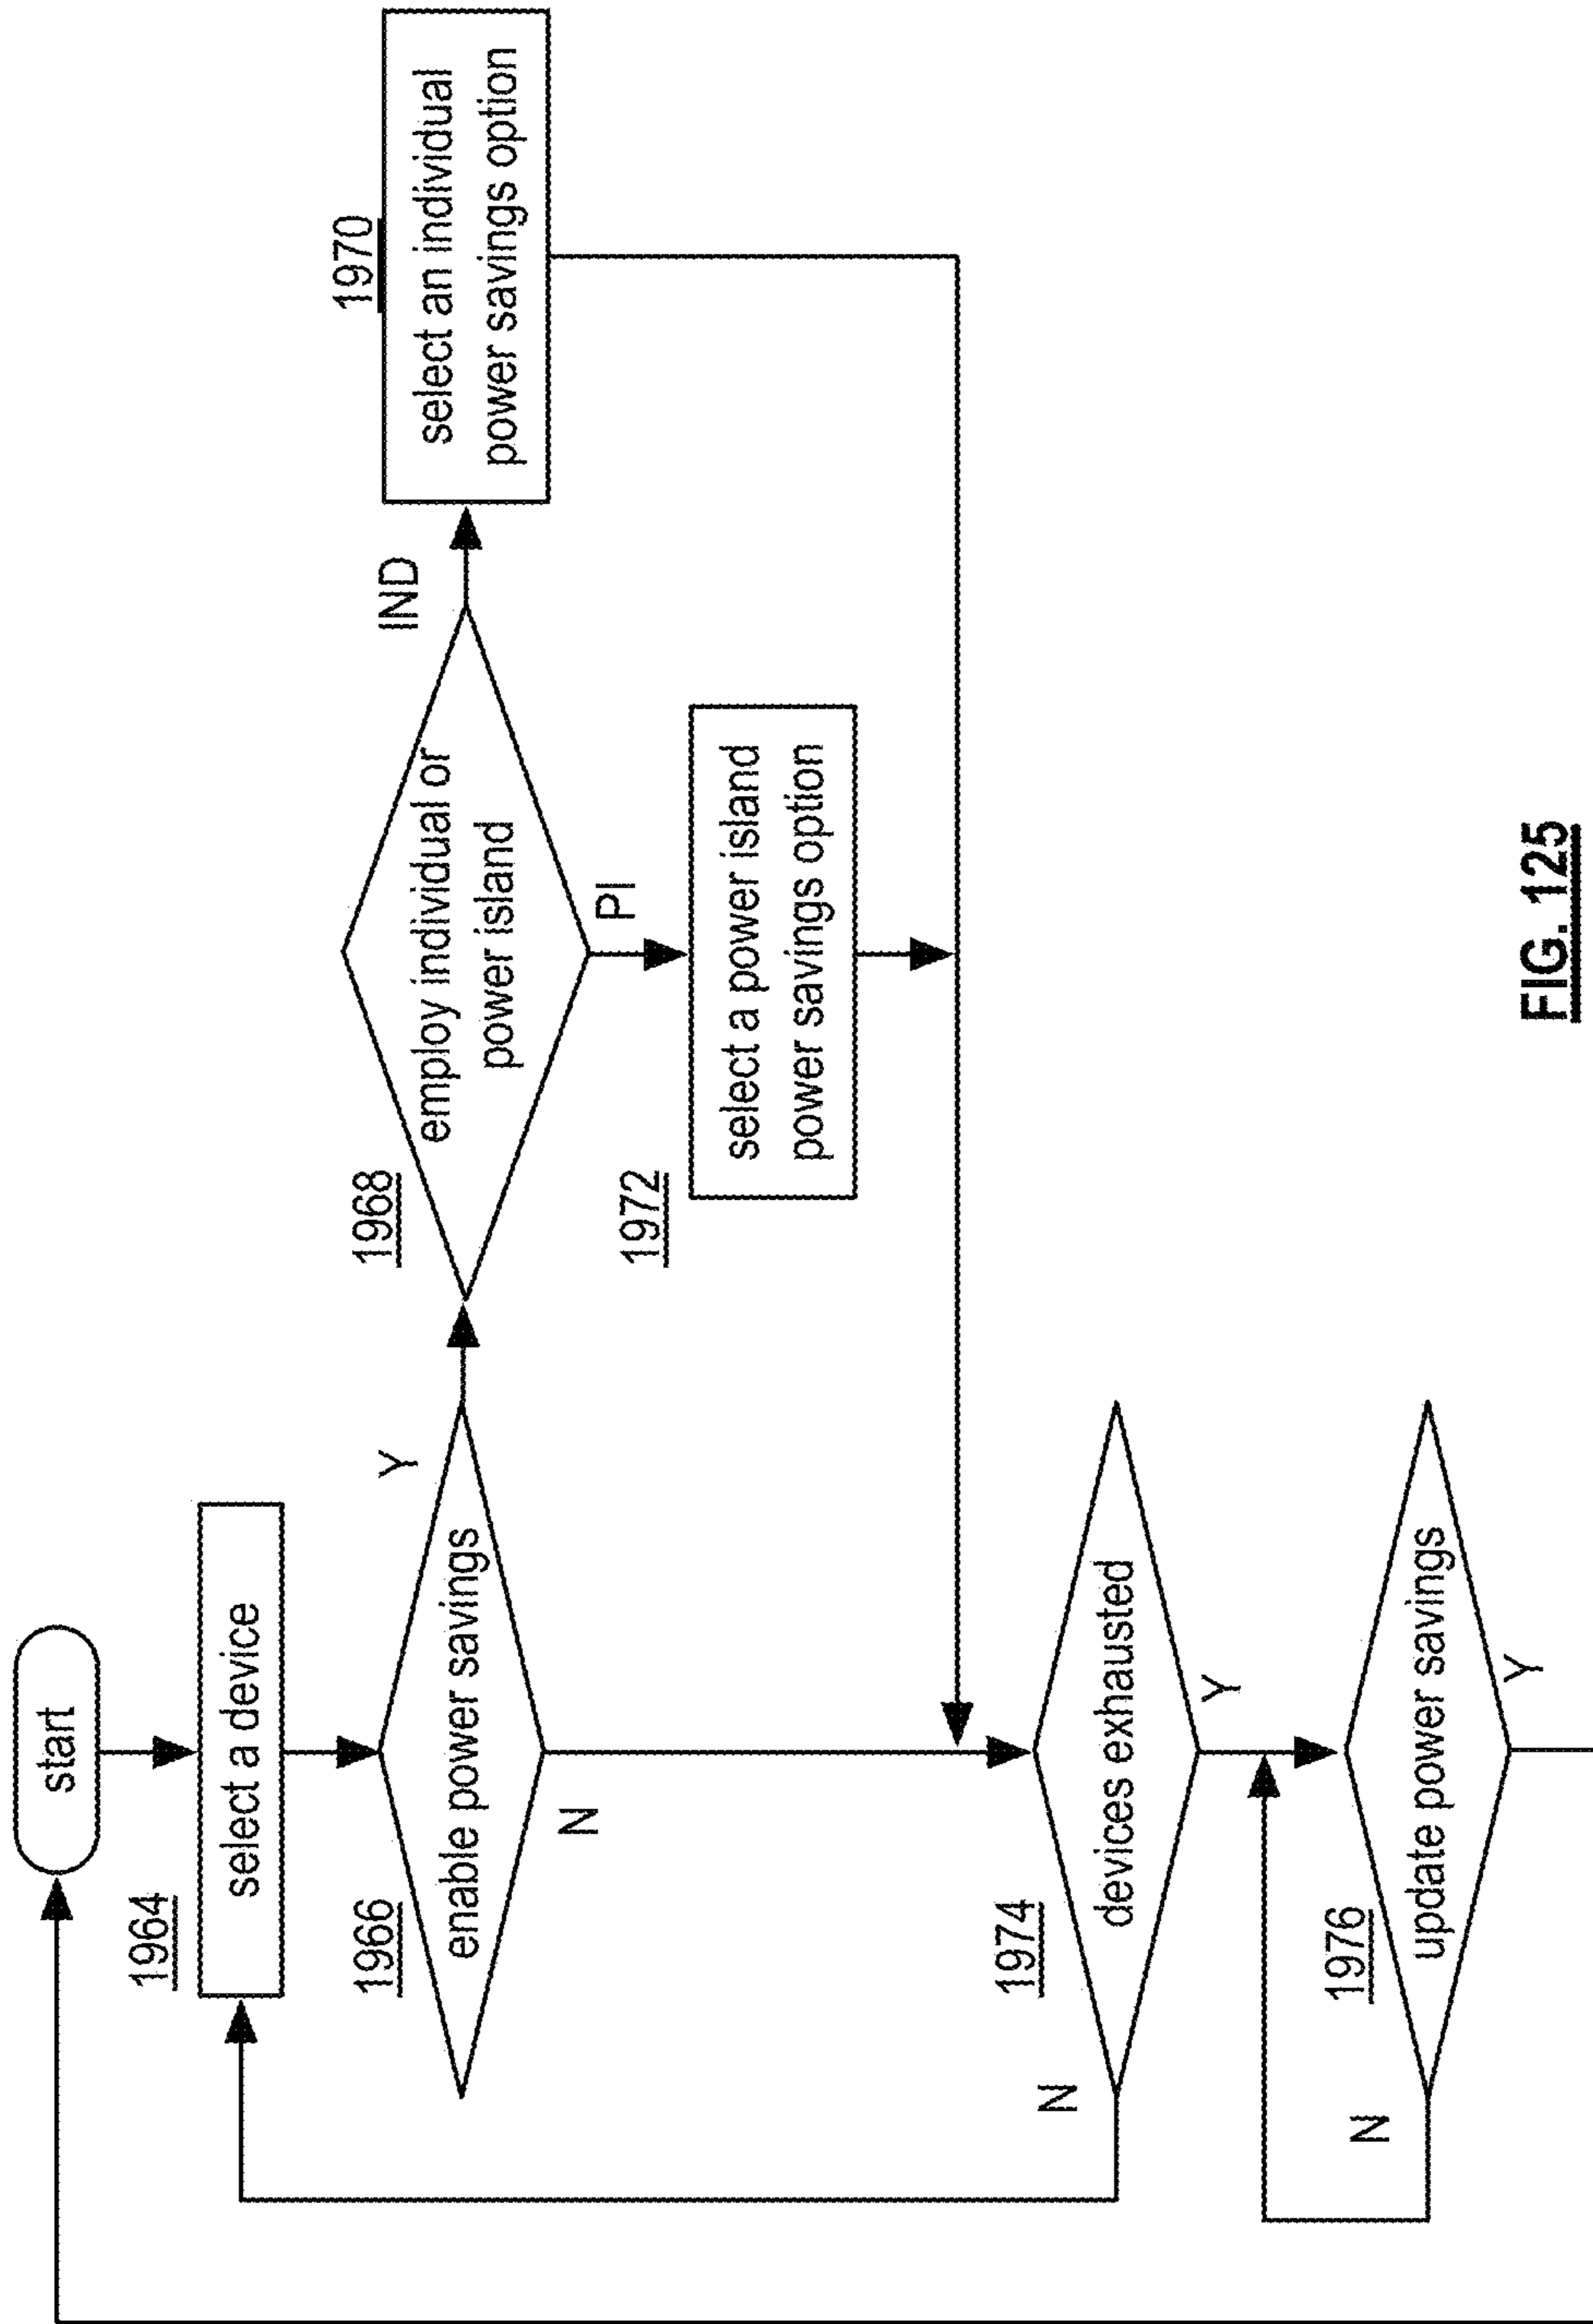 start
1964
select a device
1966
enable power savings
Y
N
1968
employ individual or
power island
IND
PI
1970
select an individual
power savings option
1972
select a power island
power savings option
1974
devices exhausted
N
Y
1976
update power savings
N
Y
FIG. 125